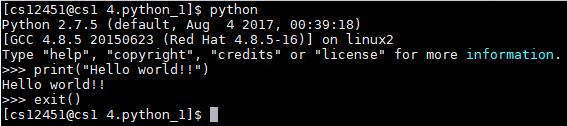 [cs12451@cs1 4.python_1]$ python
Python 2.7.5 (default, Aug  4 2017, 00:39:18)
[GCC 4.8.5 20150623 (Red Hat 4.8.5-16)] on linux2
Type "help", "copyright", "credits" or "license" for more information.
>>> print("Hello world!!")
Hello world!!
>>> exit()
[cs12451@cs1 4.python_1]$